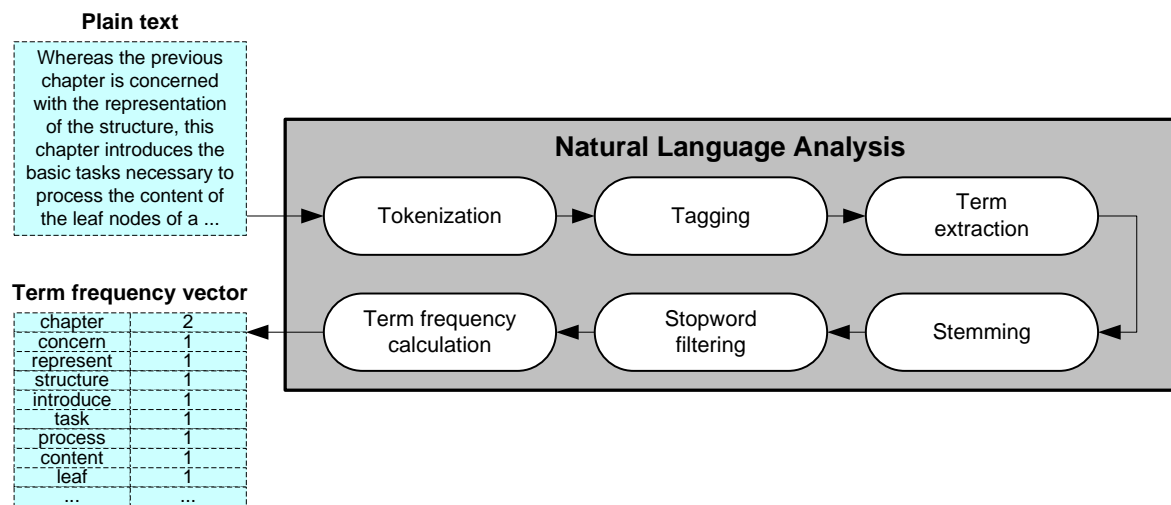 Plain text
Whereas the previous
chapter is concerned
with the representation
of the structure, this
chapter introduces the
basic tasks necessary to
process the content of
the leaf nodes of a ...
Natural Language Analysis
Tokenization
Tagging
Term
extraction
Stemming
Stopword
filtering
Term frequency
calculation
Term frequency vector
chapter 2
concern 1
represent 1
structure 1
introduce 1
task 1
process 1
content 1
leaf 1
... ...